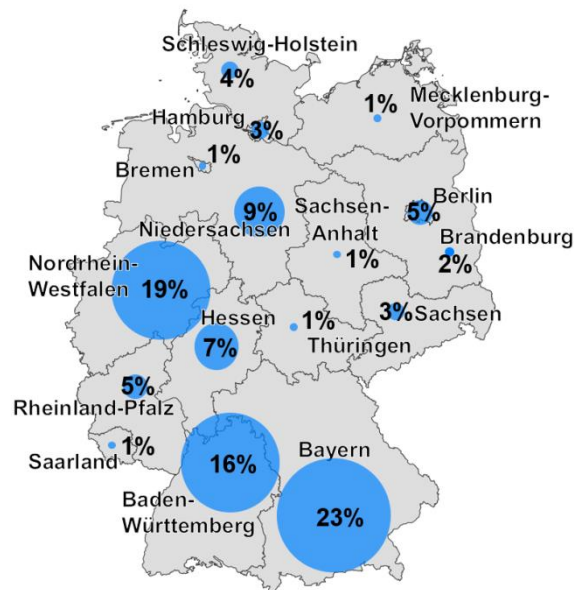 Schleswig-Holstein
4%
Mecklenburg-
Vorpommern
1%
Hamburg
3%
Bremen
1%
Niedersachsen
9%
Sachsen-
Anhalt
1%
Berlin
5%
Brandenburg
2%
Nordrhein-
Westfalen
19%
Hessen
7%
Thüringen
1%
Sachsen
3%
Rheinland-Pfalz
5%
Saarland
1%
Baden-
Württemberg
16%
Bayern
23%